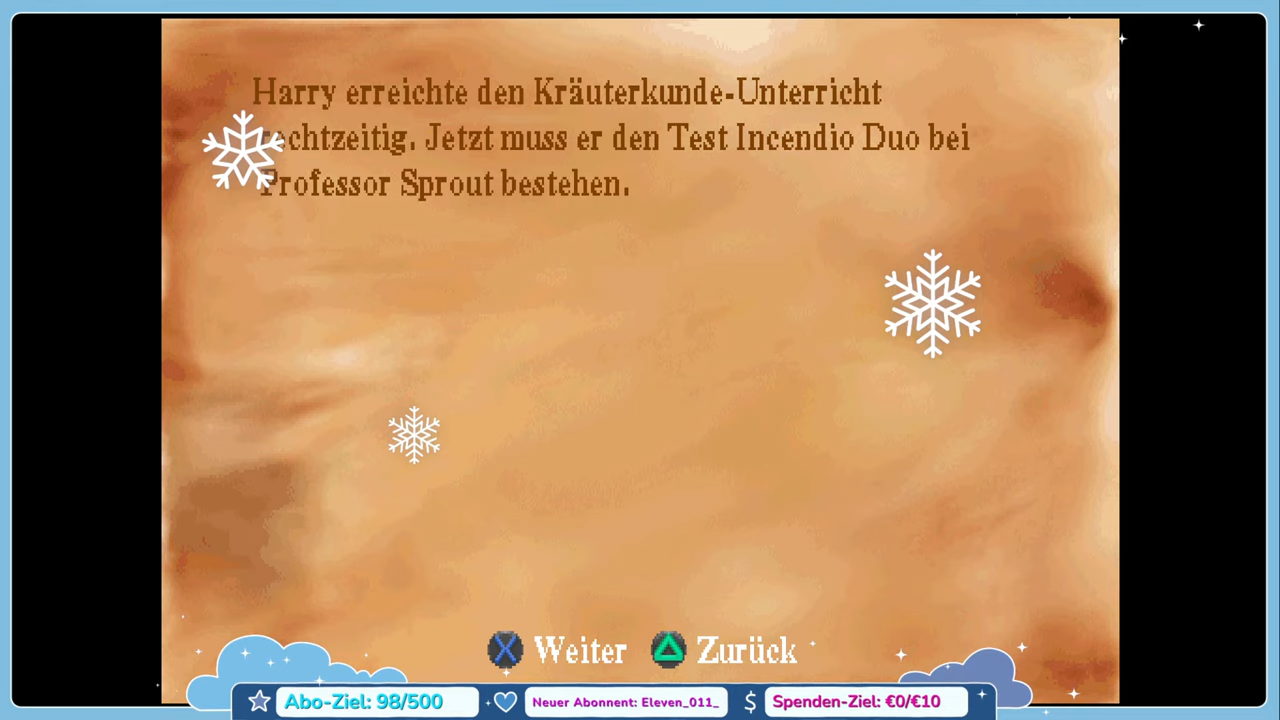 Harry erreichte den Kräuterkunde-Unterricht
rechtzeitig. Jetzt muss er den Test Incendio Duo bei
Professor Sprout bestehen.
X Weiter Zurück
Abo-Ziel: 98/500 Neuer Abonnent: Eleven_011_ $ Spenden-Ziel: €0/€10